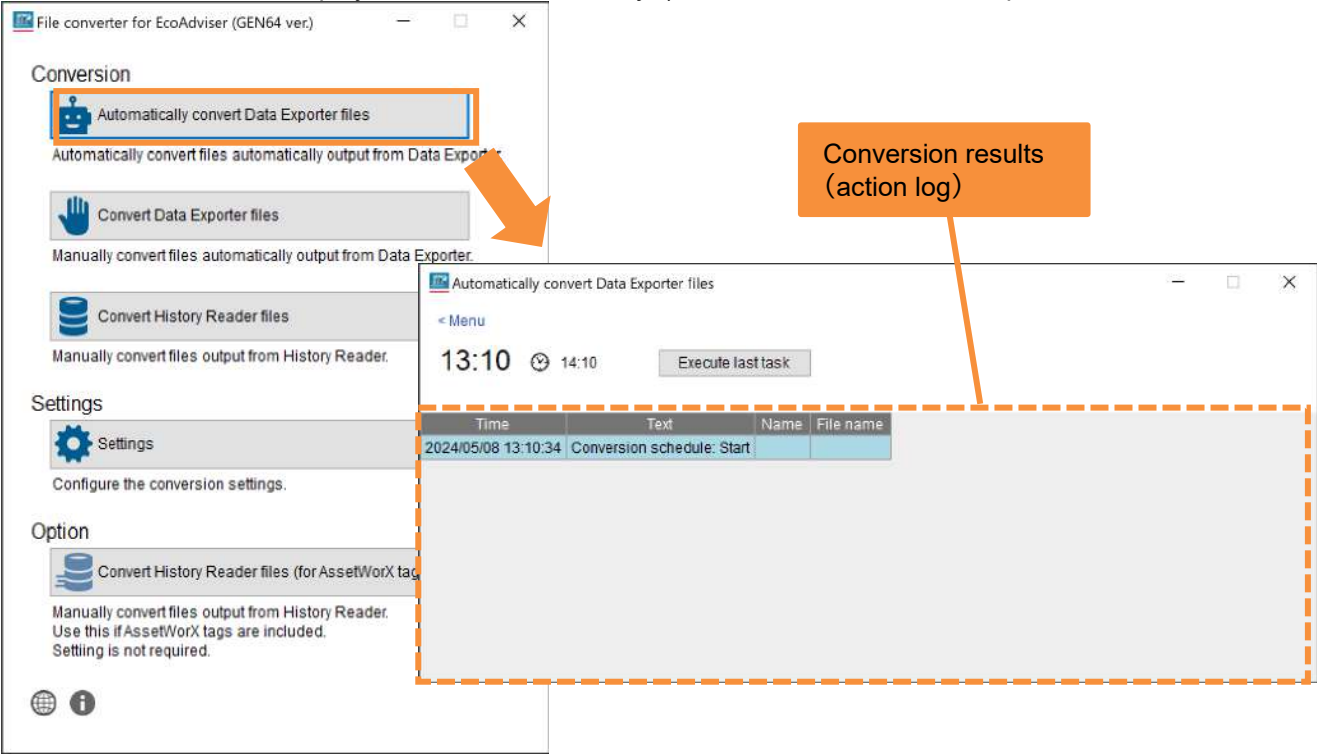 File converter for EcoAdviser (GEN64 ver.)
Conversion
Automatically convert Data Exporter files
Automatically convert files automatically output from Data Exporter.
Convert Data Exporter files
Manually convert files automatically output from Data Exporter.
Convert History Reader files
Manually convert files output from History Reader.
Settings
Settings
Configure the conversion settings.
Option
Convert History Reader files (for AssetWorX tag
Manually convert files output from History Reader.
Use this if AssetWorX tags are included.
Settiing is not required.
Conversion results
（action log）
Automatically convert Data Exporter files
< Menu
13:10 14:10 Execute last task
Time Text Name File name
2024/05/08 13:10:34 Conversion schedule: Start